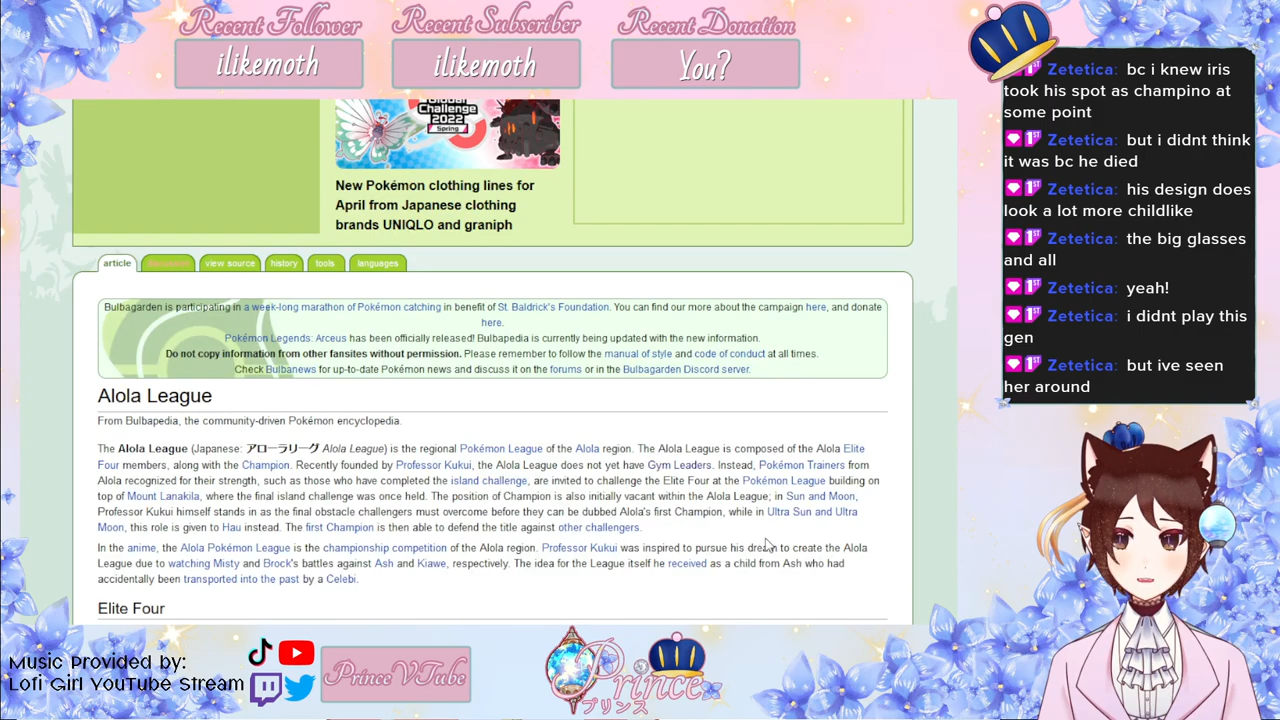 Recent Follower
Recent Subscriber
Recent Donation
ilikemoth
ilikemoth
You?
Global
Challenge
2022
Spring
New Pokémon clothing lines for
April from Japanese clothing
brands UNIQLO and graniph
article
view source
history
tools
languages
Bulbagarden is participating in a week-long marathon of Pokémon catching in benefit of St. Baldrick's Foundation. You can find our more about the campaign here, and donate
here.
Pokémon Legends: Arceus has been officially released! Bulbapedia is currently being updated with the new information.
Do not copy information from other fansites without permission. Please remember to follow the manual of style and code of conduct at all times.
Check Bulbanews for up-to-date Pokémon news and discuss it on the forums or in the Bulbagarden Discord server.
Alola League
From Bulbapedia, the community-driven Pokémon encyclopedia.
The Alola League (Japanese: アローラリーグ Alola League) is the regional Pokémon League of the Alola region. The Alola League is composed of the Alola Elite
Four members, along with the Champion. Recently founded by Professor Kukui, the Alola League does not yet have Gym Leaders. Instead, Pokémon Trainers from
Alola recognized for their strength, such as those who have completed the island challenge, are invited to challenge the Elite Four at the Pokémon League building on
top of Mount Lanakila, where the final island challenge was once held. The position of Champion is also initially vacant within the Alola League; in Sun and Moon,
Professor Kukui himself stands in as the final obstacle challengers must overcome before they can be dubbed Alola's first Champion, while in Ultra Sun and Ultra
Moon, this role is given to Hau instead. The first Champion is then able to defend the title against other challengers.
In the anime, the Alola Pokémon League is the championship competition of the Alola region. Professor Kukui was inspired to pursue his dream to create the Alola
League due to watching Misty and Brock's battles against Ash and Kiawe, respectively. The idea for the League itself he received as a child from Ash who had
accidentally been transported into the past by a Celebi.
Elite Four
Zetetica: bc i knew iris
took his spot as champino at
some point
Zetetica: but i didnt think
it was bc he died
Zetetica: his design does
look a lot more childlike
Zetetica: the big glasses
and all
Zetetica: yeah!
Zetetica: i didnt play this
gen
Zetetica: but ive seen
her around
Music Provided by:
Lofi Girl YouTube Stream
Prince VTube
Prince
プリンス